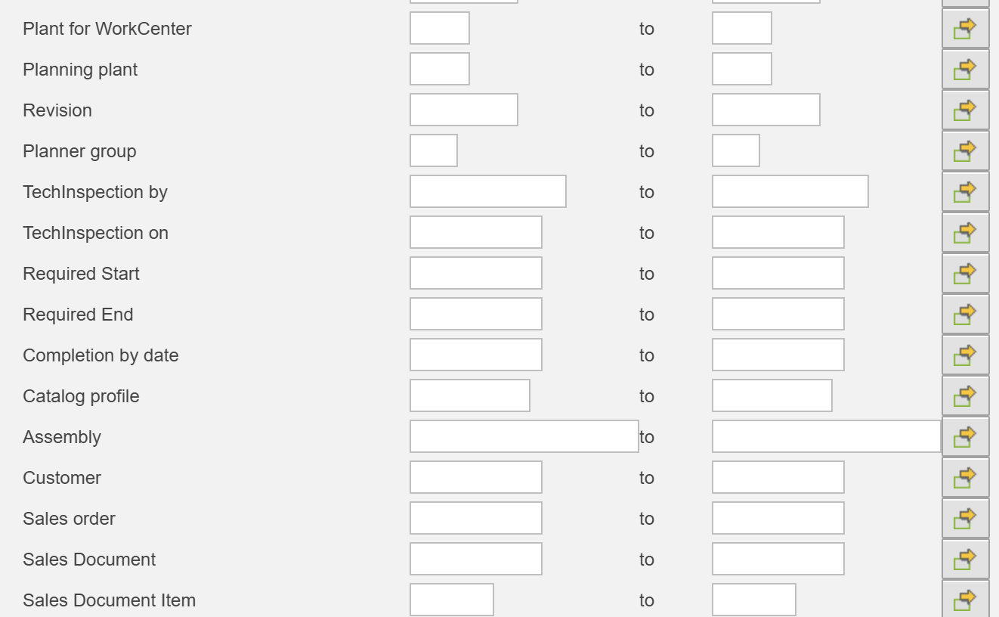 Plant for WorkCenter to
Planning plant to
Revision to
Planner group to
TechInspection by to
TechInspection on to
Required Start to
Required End to
Completion by date to
Catalog profile to
Assembly to
Customer to
Sales order to
Sales Document to
Sales Document Item to